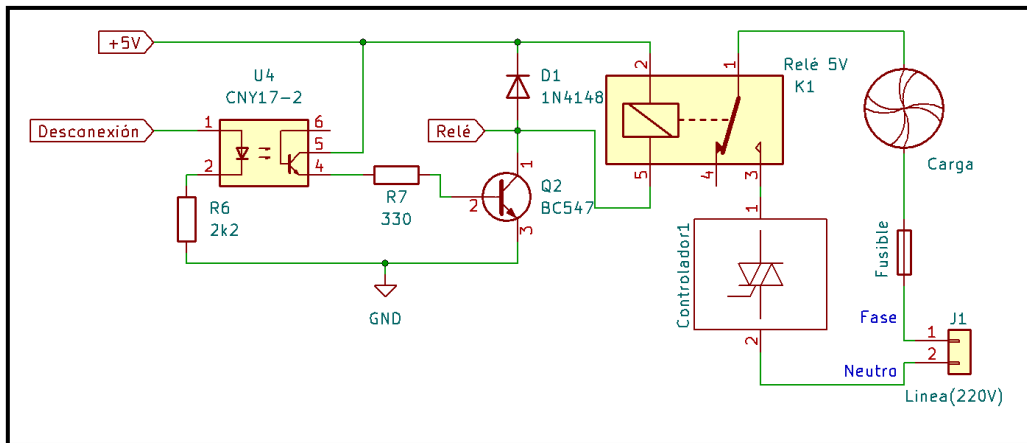 +5V
U4
CNY17-2
Desconexión
1
2
6
5
4
R6
2k2
R7
330
GND
D1
1N4148
Relé
1
2
3
Q2
BC547
2
1
5
4
3
Relé 5V
K1
Carga
Fusible
Controlador1
1
2
Fase
Neutro
J1
1
2
Linea(220V)